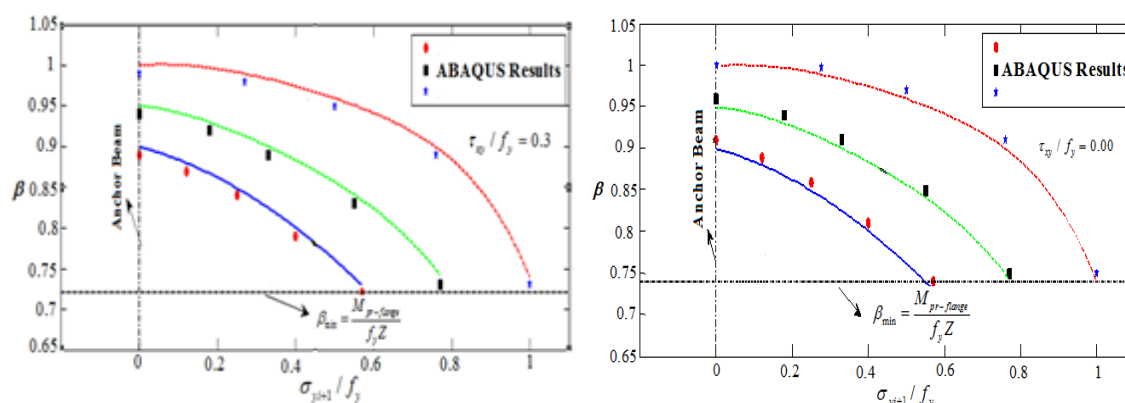 1.05
1
0.95
0.9
0.85
0.8
0.75
0.7
0.65
β
Anchor Beam
ABAQUS Results
τxy / fy = 0.3
βmin = Mpr-flange / fy Z
0 0.2 0.4 0.6 0.8 1
σyi+1 / fy
1.05
1
0.95
0.9
0.85
0.8
0.75
0.7
0.65
β
Anchor Beam
ABAQUS Results
τxy / fy = 0.00
βmin = Mpr-flange / fy Z
0 0.2 0.4 0.6 0.8 1
σyi+1 / fy